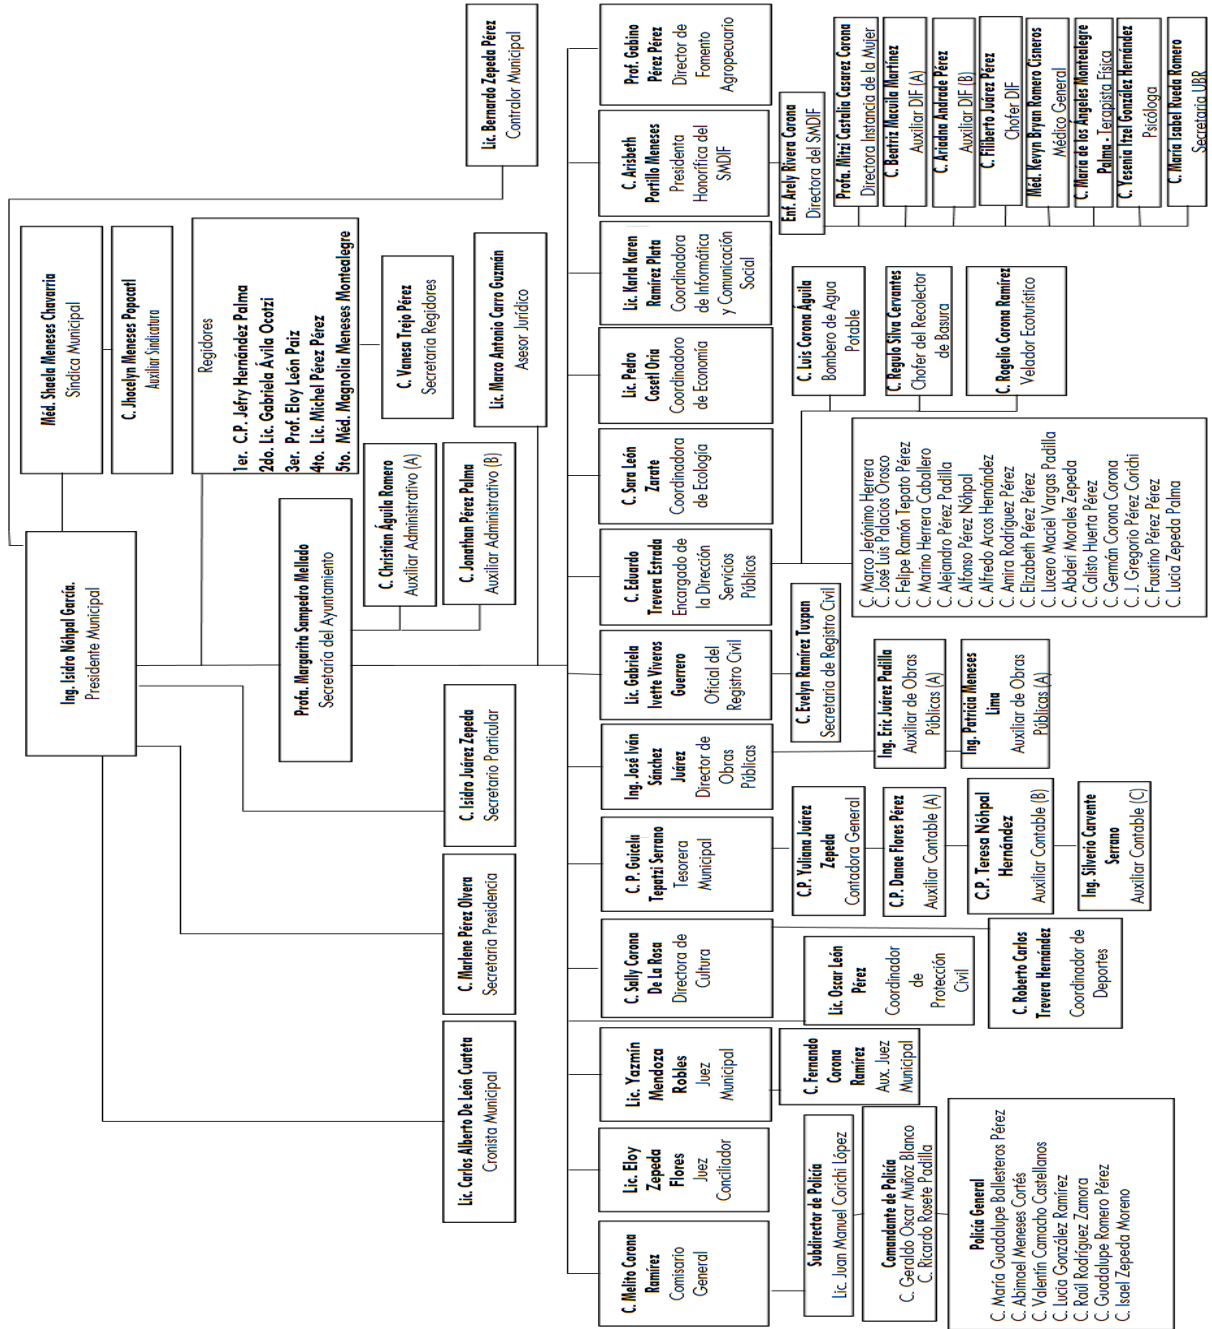 Ing. Isidro Nóhpal García.
Presidente Municipal
Méd. Shaela Meneses Chavarria
Síndica Municipal
C. Jhocelyn Meneses Popocatl
Auxiliar Sindicatura
Lic. Bernardo Zepeda Pérez
Contralor Municipal
Regidores
1er. C.P. Jefry Hernández Palma
2do. Lic. Gabriela Ávila Ocotzi
3er. Prof. Eloy León Paiz
4to. Lic. Michel Pérez Pérez
5to. Méd. Magnolia Meneses Montealegre
C. Vanesa Trejo Pérez
Secretaria Regidores
Lic. Marco Antonio Carro Guzmán
Asesor Jurídico
Profa. Margarita Sampedro Mellado
Secretaría del Ayuntamiento
C. Christian Águila Romero
Auxiliar Administrativo (A)
C. Jonathan Pérez Palma
Auxiliar Administrativo (B)
Lic. Carlos Alberto De León Cuateta
Cronista Municipal
C. Marlene Pérez Olvera
Secretaria Presidencia
C. Isidro Juárez Zepeda
Secretario Particular
C. Melito Corona
Ramírez
Comisario
General
Lic. Eloy
Zepeda
Flores
Juez
Conciliador
Lic. Yazmín
Mendoza
Robles
Juez
Municipal
C. Sally Corona
De La Rosa
Directora de
Cultura
C. P. Guicela
Tepatzi Serrano
Tesorera
Municipal
Ing. José Iván
Sánchez
Juárez
Director de
Obras
Públicas
Lic. Gabriela
Ivette Viveros
Guerrero
Oficial del
Registro Civil
C. Eduardo
Trevera Estrada
Encargado de
la Dirección
Servicios
Públicos
C. Sara León
Zarate
Coordinadora
de Ecología
Lic. Pedro
Cosetl Oria
Coordinadoro
de Economía
Lic. Karla Karen
Ramírez Plata
Coordinadora
de Informática
y Comunicación
Social
C. Arisbeth
Portillo Meneses
Presidenta
Honorífica del
SMDIF
Prof. Gabino
Pérez Pérez
Director de
Fomento
Agropecuario
Subdirector de Policía
Lic. Juan Manuel Corichi López
Comandante de Policía
C. Geraldo Oscar Muñoz Blanco
C. Ricardo Rosete Padilla
Policía General
C. María Guadalupe Ballesteros Pérez
C. Abimael Meneses Cortés
C. Valentín Camacho Castellanos
C. Lucia González Ramírez
C. Raúl Rodríguez Zamora
C. Guadalupe Romero Pérez
C. Isael Zepeda Moreno
C. Fernando
Corona
Ramírez
Aux. Juez
Municipal
Lic. Oscar León
Pérez
Coordinador
de
Protección
Civil
C. Roberto Carlos
Trevera Hernández
Coordinador de
Deportes
C.P. Yuliana Juárez
Zepeda
Contadora General
C.P. Danae Flores Pérez
Auxiliar Contable (A)
C.P. Teresa Nóhpal
Hernández
Auxiliar Contable (B)
Ing. Silverio Carvente
Serrano
Auxiliar Contable (C)
Ing. Eric Juárez Padilla
Auxiliar de Obras
Públicas (A)
Ing. Patricia Meneses
Lima
Auxiliar de Obras
Públicas (A)
C. Evelyn Ramírez Tuxpan
Secretaria de Registro Civil
C. Marco Jerónimo Herrera
C. José Luis Palacios Orosco
C. Felipe Ramón Tepato Pérez
C. Marino Herrera Caballero
C. Alejandro Pérez Padilla
C. Alfonso Pérez Nóhpal
C. Alfredo Arcos Hernández
C. Amira Rodríguez Pérez
C. Elizabeth Pérez Pérez
C. Lucero Maciel Vargas Padilla
C. Abderi Morales Zepeda
C. Calisto Huerta Pérez
C. Germán Corona Corona
C. J. Gregorio Pérez Corichi
C. Faustino Pérez Pérez
C. Lucia Zepeda Palma
C. Luis Corona Águila
Bombero de Agua
Potable
C. Regulo Silva Cervantes
Chofer del Recolector
de Basura
C. Rogelio Corona Ramírez
Velador Ecoturístico
Enf. Arely Rivera Corona
Directora del SMDIF
Profa. Mitzi Castalia Casarez Corona
Directora Instancia de la Mujer
C. Beatriz Macuila Martínez
Auxiliar DIF (A)
C. Ariadna Andrade Pérez
Auxiliar DIF (B)
C. Filiberto Juárez Pérez
Chofer DIF
Méd. Kevyn Bryan Romero Cisneros
Médico General
C. María de los Ángeles Montealegre
Palma - Terapista Física
C. Yesenia Itzel González Hernández
Psicóloga
C. María Isabel Rueda Romero
Secretaria UBR